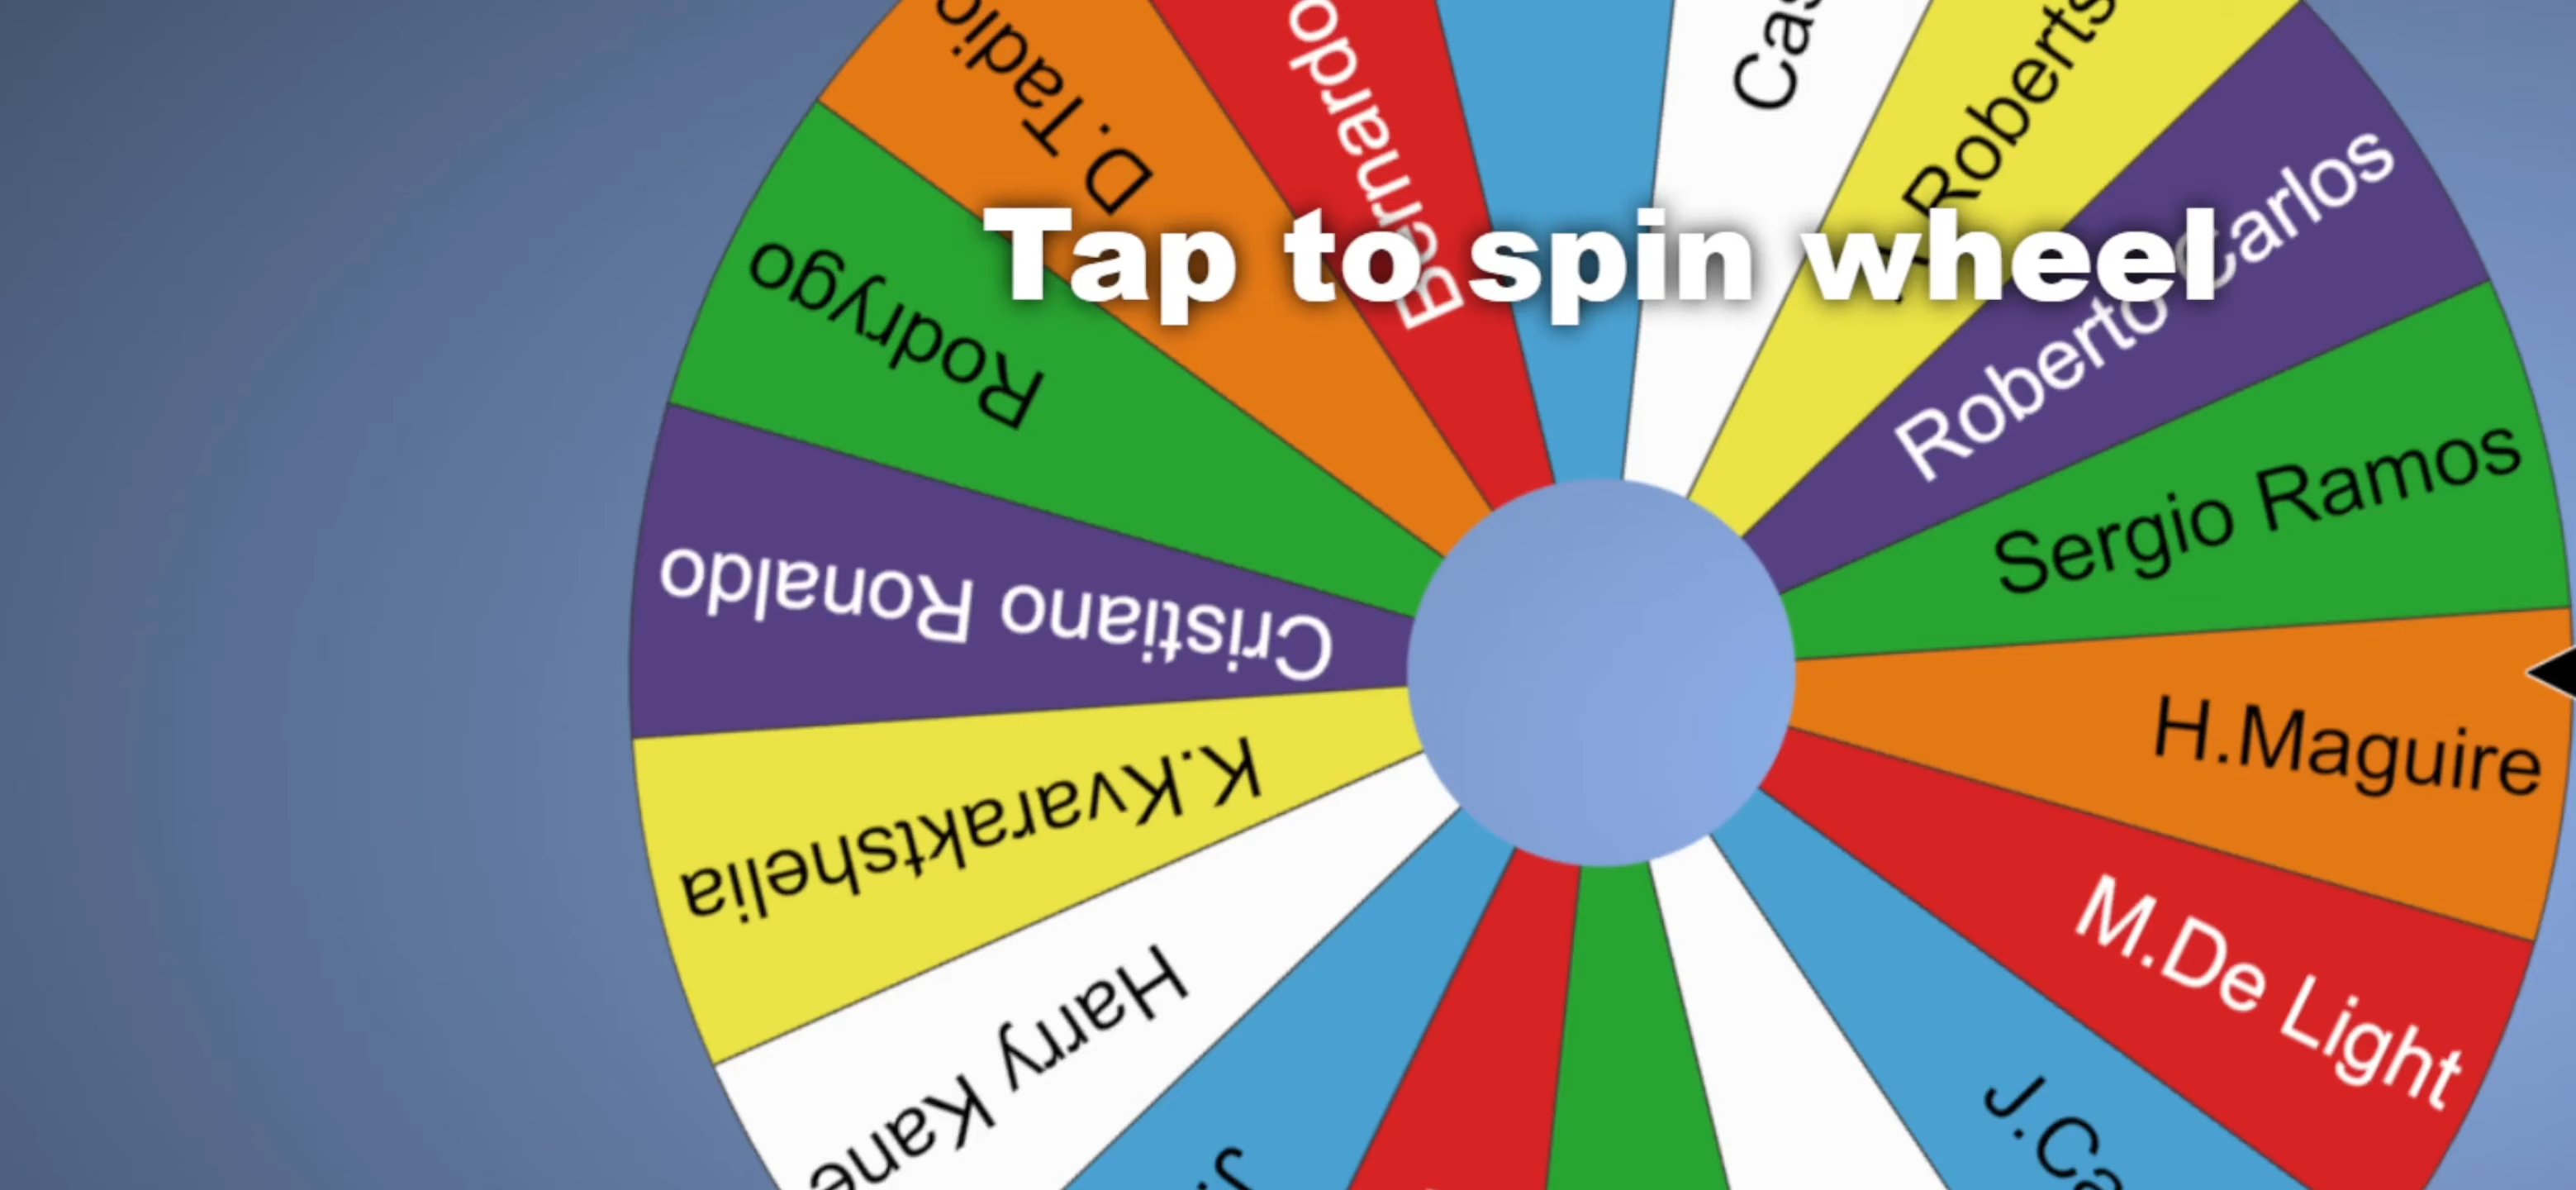 Tap to spin wheel
D.Tadic
Bernardo
Roberto Carlos
Sergio Ramos
H.Maguire
M.De Light
Harry Kane
K.Kvaraktshelia
Cristiano Ronaldo
Rodrygo